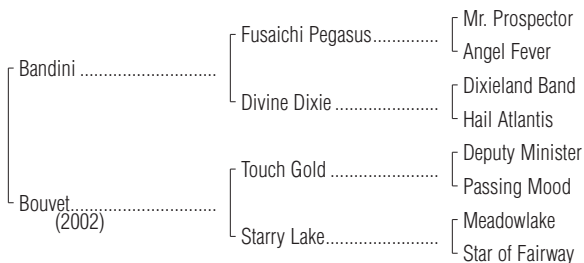 Mr. Prospector
Fusaichi Pegasus..............
Angel Fever
Bandini .............................
Dixieland Band
Divine Dixie ......................
Hail Atlantis
Deputy Minister
Touch Gold .......................
Passing Mood
Bouvet...............................
(2002)
Meadowlake
Starry Lake........................
Star of Fairway